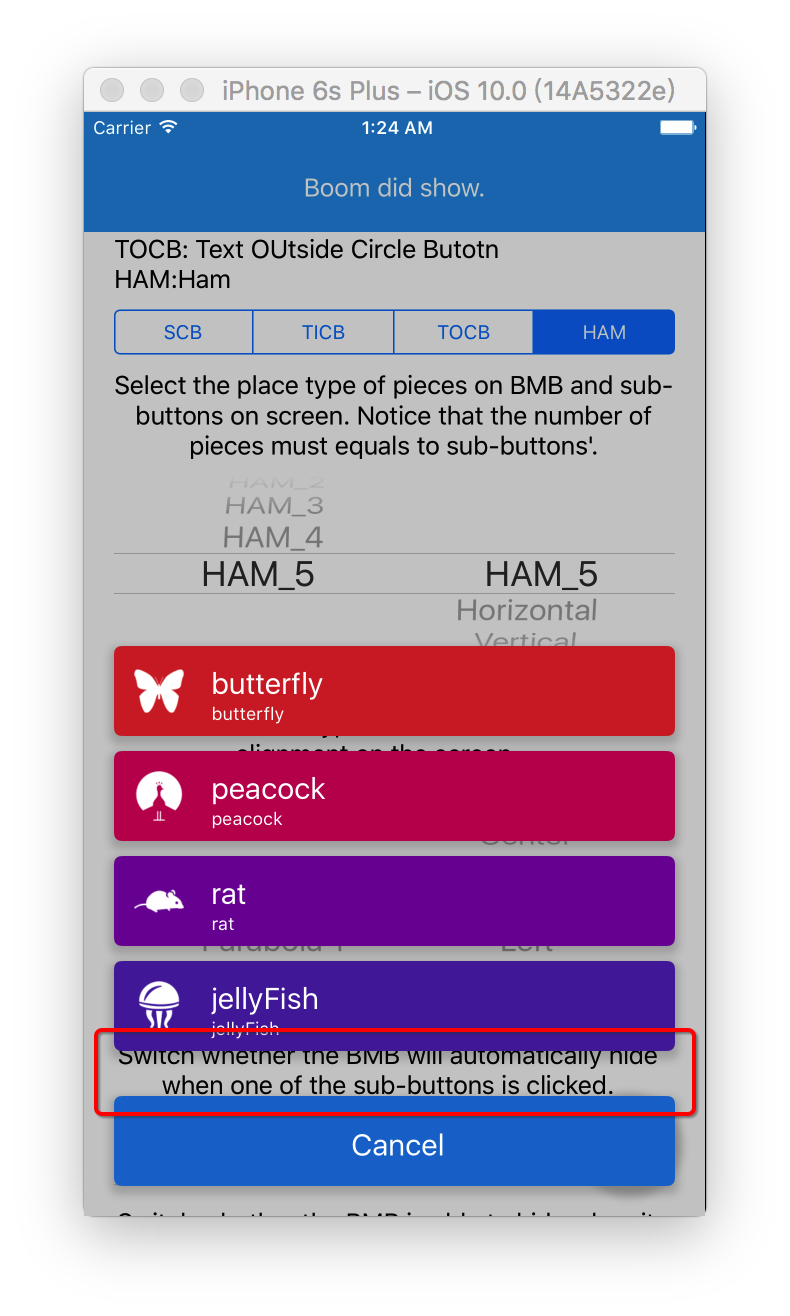 iPhone 6s Plus – iOS 10.0 (14A5322e)
Carrier 1:24 AM
Boom did show.
TOCB: Text OUtside Circle Butotn
HAM:Ham
SCB TICB TOCB HAM
Select the place type of pieces on BMB and sub-
buttons on screen. Notice that the number of
pieces must equals to sub-buttons'.
HAM_2
HAM_3
HAM_4
HAM_5 HAM_5
Horizontal
Vertical
butterfly
butterfly
alignment on the screen
peacock
peacock
Center
rat
rat
Parabola Left
jellyFish
jellyFish
Switch whether the BMB will automatically hide
when one of the sub-buttons is clicked.
Cancel